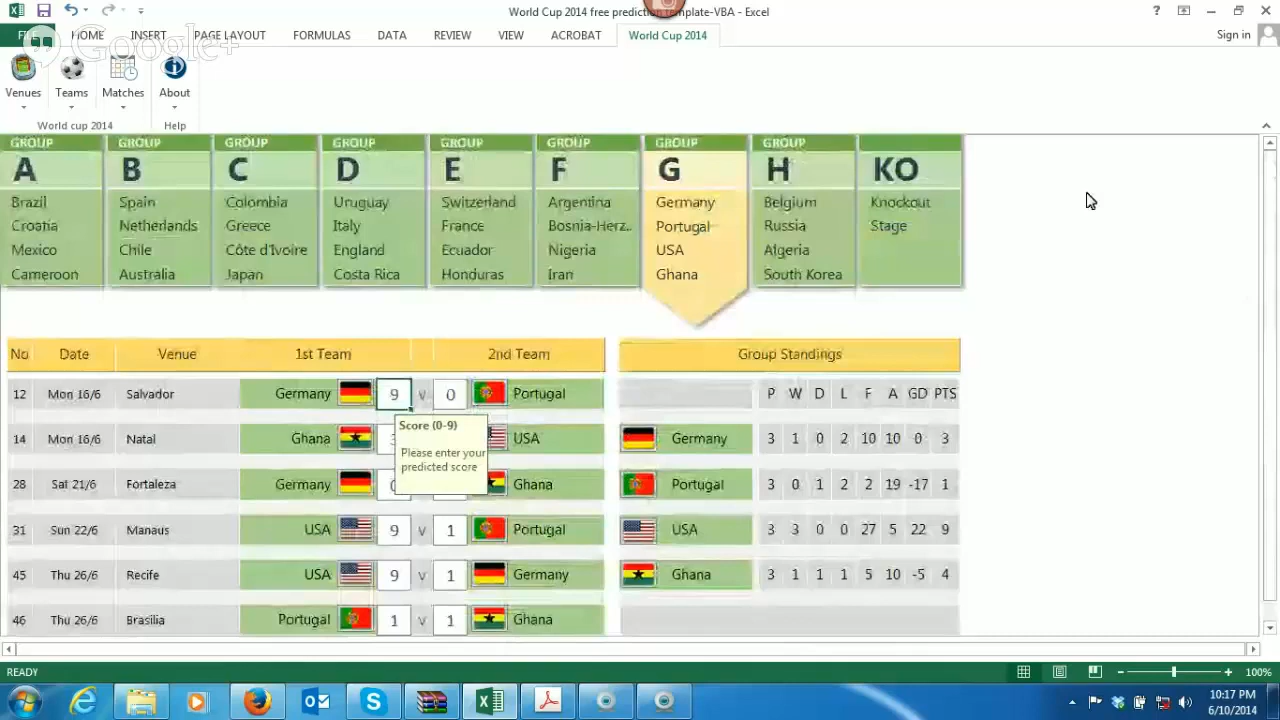 World Cup 2014 free prediction template-VBA - Excel
FILE HOME INSERT PAGE LAYOUT FORMULAS DATA REVIEW VIEW ACROBAT World Cup 2014 Sign in
Google+
Venues Teams Matches About
World cup 2014 Help
GROUP GROUP GROUP GROUP GROUP GROUP GROUP GROUP
A B C D E F G H KO
Brazil Spain Colombia Uruguay Switzerland Argentina Germany Belgium Knockout
Croatia Netherlands Greece Italy France Bosnia-Herz.. Portugal Russia Stage
Mexico Chile Côte d'Ivoire England Ecuador Nigeria USA Algeria
Cameroon Australia Japan Costa Rica Honduras Iran Ghana South Korea
No Date Venue 1st Team 2nd Team Group Standings
12 Mon 16/6 Salvador Germany 9 v 0 Portugal P W D L F A GD PTS
Score (0-9)
Please enter your
predicted score
14 Mon 16/6 Natal Ghana USA Germany 3 1 0 2 10 10 0 3
28 Sat 21/6 Fortaleza Germany Ghana Portugal 3 0 1 2 2 19 -17 1
31 Sun 22/6 Manaus USA 9 v 1 Portugal USA 3 3 0 0 27 5 22 9
45 Thu 26/6 Recife USA 9 v 1 Germany Ghana 3 1 1 1 5 10 -5 4
46 Thu 26/6 Brasilia Portugal 1 v 1 Ghana
READY 100%
10:17 PM
6/10/2014